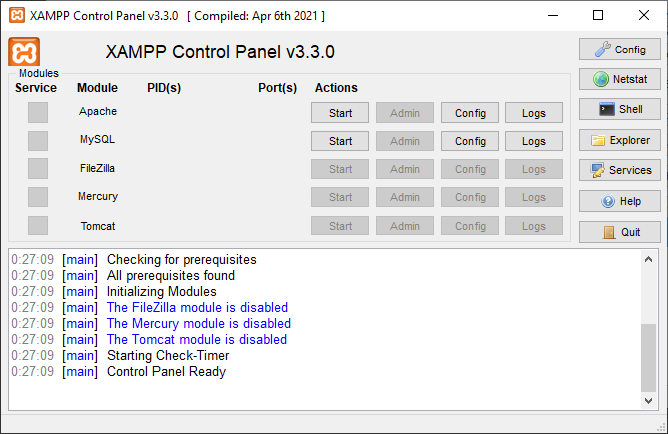 XAMPP Control Panel v3.3.0 [ Compiled: Apr 6th 2021 ]
XAMPP Control Panel v3.3.0
Config
Modules
Service Module PID(s) Port(s) Actions
Netstat
Apache Start Admin Config Logs
Shell
MySQL Start Admin Config Logs
Explorer
FileZilla Start Admin Config Logs
Services
Mercury Start Admin Config Logs
Help
Tomcat Start Admin Config Logs
Quit
0:27:09 [main] Checking for prerequisites
0:27:09 [main] All prerequisites found
0:27:09 [main] Initializing Modules
0:27:09 [main] The FileZilla module is disabled
0:27:09 [main] The Mercury module is disabled
0:27:09 [main] The Tomcat module is disabled
0:27:09 [main] Starting Check-Timer
0:27:09 [main] Control Panel Ready